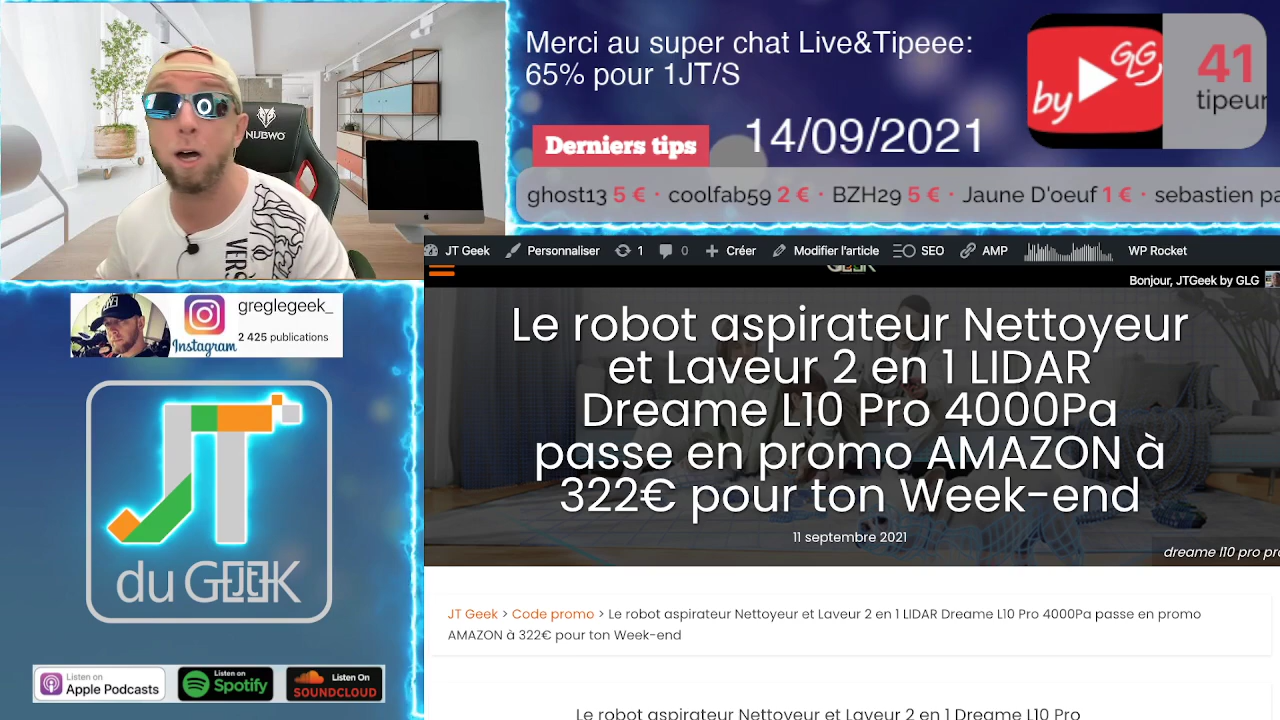 Merci au super chat Live&Tipeee:
65% pour 1JT/S
by GLG
41
tipeur
Derniers tips
14/09/2021
ghost13 5 € · coolfab59 2 € · BZH29 5 € · Jaune D'oeuf 1 € · sebastien pa
NUBWO
VERS
JT Geek Personnaliser 1 0 Créer Modifier l'article SEO AMP WP Rocket
Bonjour, JTGeek by GLG
greglegeek_
2 425 publications
Instagram
JT
du GEEK
Listen on
Apple Podcasts
Listen on
Spotify
Listen On
SOUNDCLOUD
Le robot aspirateur Nettoyeur
et Laveur 2 en 1 LIDAR
Dreame L10 Pro 4000Pa
passe en promo AMAZON à
322€ pour ton Week-end
11 septembre 2021
dreame l10 pro pr
JT Geek > Code promo > Le robot aspirateur Nettoyeur et Laveur 2 en 1 LIDAR Dreame L10 Pro 4000Pa passe en promo
AMAZON à 322€ pour ton Week-end
Le robot aspirateur Nettoyeur et Laveur 2 en 1 Dreame L10 Pro